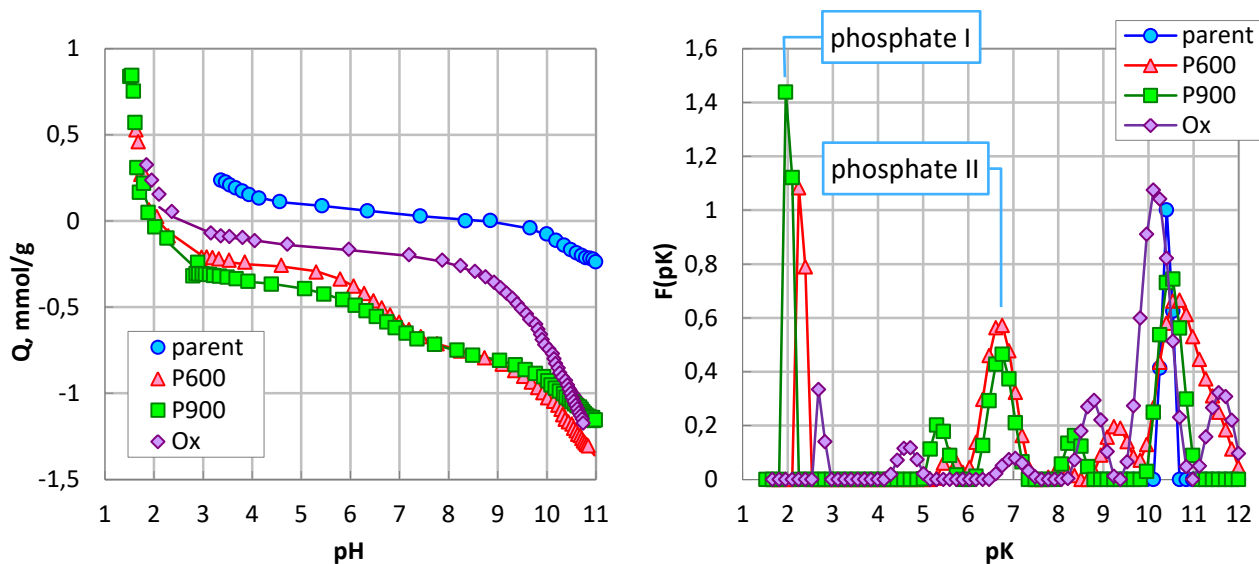 1
0,5
0
-0,5
-1
-1,5
Q, mmol/g
1 2 3 4 5 6 7 8 9 10 11
pH
parent
P600
P900
Ox
1,6
1,4
1,2
1
0,8
0,6
0,4
0,2
0
F(pK)
1 2 3 4 5 6 7 8 9 10 11 12
pK
phosphate I
phosphate II
parent
P600
P900
Ox